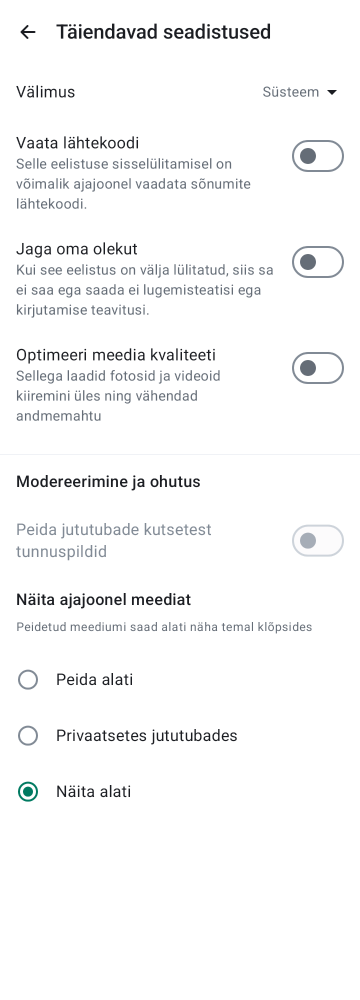 Täiendavad seadistused
Välimus
Süsteem
Vaata lähtekoodi
Selle eelistuse sisselülitamisel on
võimalik ajajoonel vaadata sõnumite
lähtekoodi.
Jaga oma olekut
Kui see eelistus on välja lülitatud, siis sa
ei saa ega saada ei lugemisteatisi ega
kirjutamise teavitusi.
Optimeeri meedia kvaliteeti
Sellega laadid fotosid ja videoid
kiiremini üles ning vähendad
andmemahtu
Modereerimine ja ohutus
Peida jututubade kutsetest
tunnuspildid
Näita ajajoonel meediat
Peidetud meediumi saad alati näha temal klõpsides
Peida alati
Privaatsetes jututubades
Näita alati